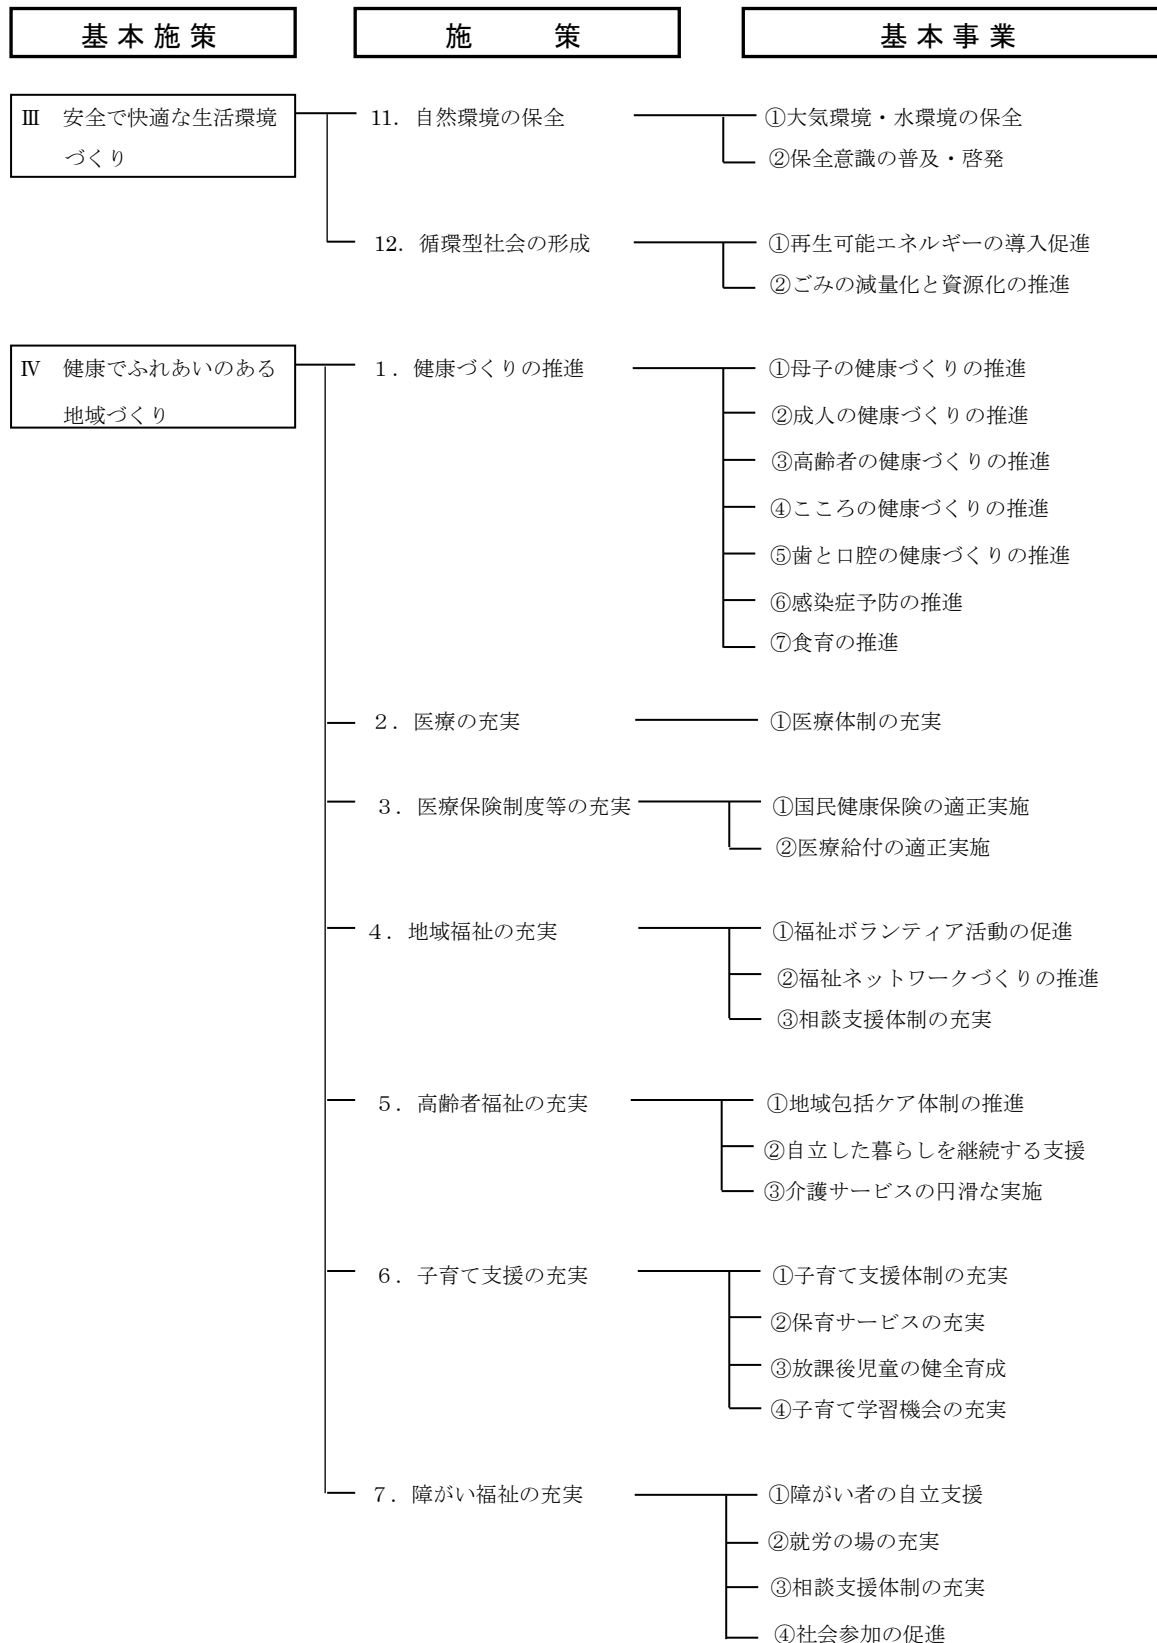 基本施策
施　　策
基本事業
Ⅲ　安全で快適な生活環境
づくり
11．自然環境の保全
①大気環境・水環境の保全
②保全意識の普及・啓発
12．循環型社会の形成
①再生可能エネルギーの導入促進
②ごみの減量化と資源化の推進
Ⅳ　健康でふれあいのある
地域づくり
１．健康づくりの推進
①母子の健康づくりの推進
②成人の健康づくりの推進
③高齢者の健康づくりの推進
④こころの健康づくりの推進
⑤歯と口腔の健康づくりの推進
⑥感染症予防の推進
⑦食育の推進
２．医療の充実
①医療体制の充実
３．医療保険制度等の充実
①国民健康保険の適正実施
②医療給付の適正実施
４．地域福祉の充実
①福祉ボランティア活動の促進
②福祉ネットワークづくりの推進
③相談支援体制の充実
５．高齢者福祉の充実
①地域包括ケア体制の推進
②自立した暮らしを継続する支援
③介護サービスの円滑な実施
６．子育て支援の充実
①子育て支援体制の充実
②保育サービスの充実
③放課後児童の健全育成
④子育て学習機会の充実
７．障がい福祉の充実
①障がい者の自立支援
②就労の場の充実
③相談支援体制の充実
④社会参加の促進